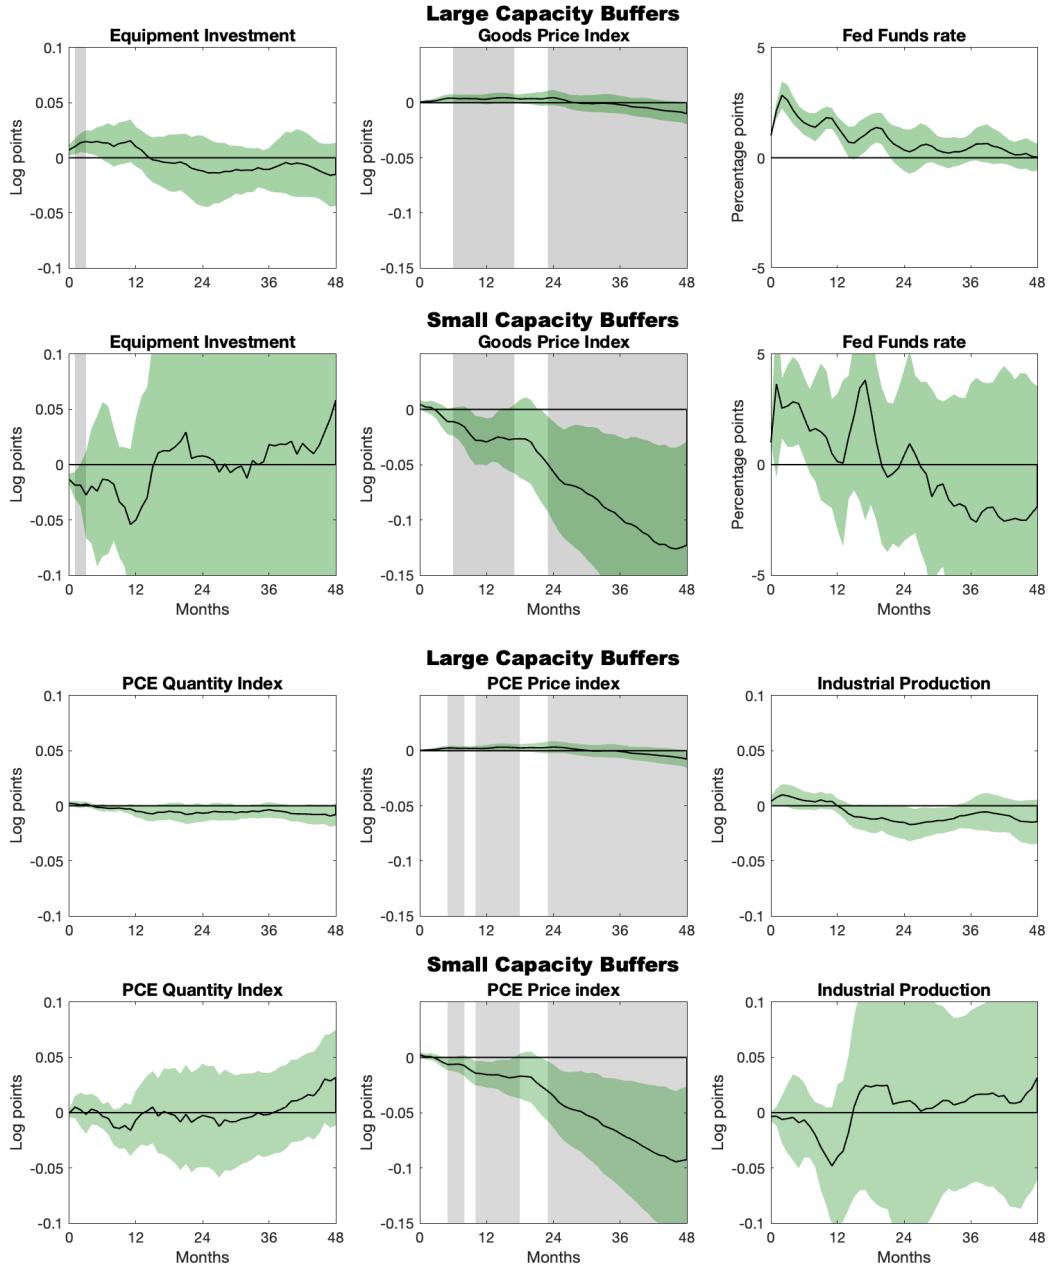 Large Capacity Buffers
Equipment Investment
Goods Price Index
Fed Funds rate
0.1
0.05
0
-0.05
-0.1
Log points
0 12 24 36 48
0
-0.05
-0.1
-0.15
Log points
0 12 24 36 48
5
0
-5
Percentage points
0 12 24 36 48
Small Capacity Buffers
Equipment Investment
Goods Price Index
Fed Funds rate
0.1
0.05
0
-0.05
-0.1
Log points
0 12 24 36 48
Months
0
-0.05
-0.1
-0.15
Log points
0 12 24 36 48
Months
5
0
-5
Percentage points
0 12 24 36 48
Months
Large Capacity Buffers
PCE Quantity Index
PCE Price index
Industrial Production
0.1
0.05
0
-0.05
-0.1
Log points
0 12 24 36 48
0
-0.05
-0.1
-0.15
Log points
0 12 24 36 48
0.1
0.05
0
-0.05
-0.1
Log points
0 12 24 36 48
Small Capacity Buffers
PCE Quantity Index
PCE Price index
Industrial Production
0.1
0.05
0
-0.05
-0.1
Log points
0 12 24 36 48
Months
0
-0.05
-0.1
-0.15
Log points
0 12 24 36 48
Months
0.1
0.05
0
-0.05
-0.1
Log points
0 12 24 36 48
Months